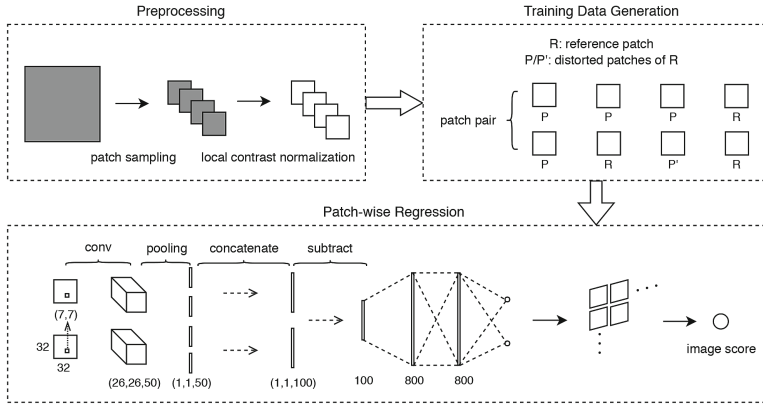 Preprocessing
patch sampling
local contrast normalization
Training Data Generation
R: reference patch
P/P': distorted patches of R
patch pair
P P P R
P R P' R
Patch-wise Regression
conv pooling concatenate subtract
(7,7)
32
32
(26,26,50) (1,1,50) (1,1,100) 100 800 800
image score